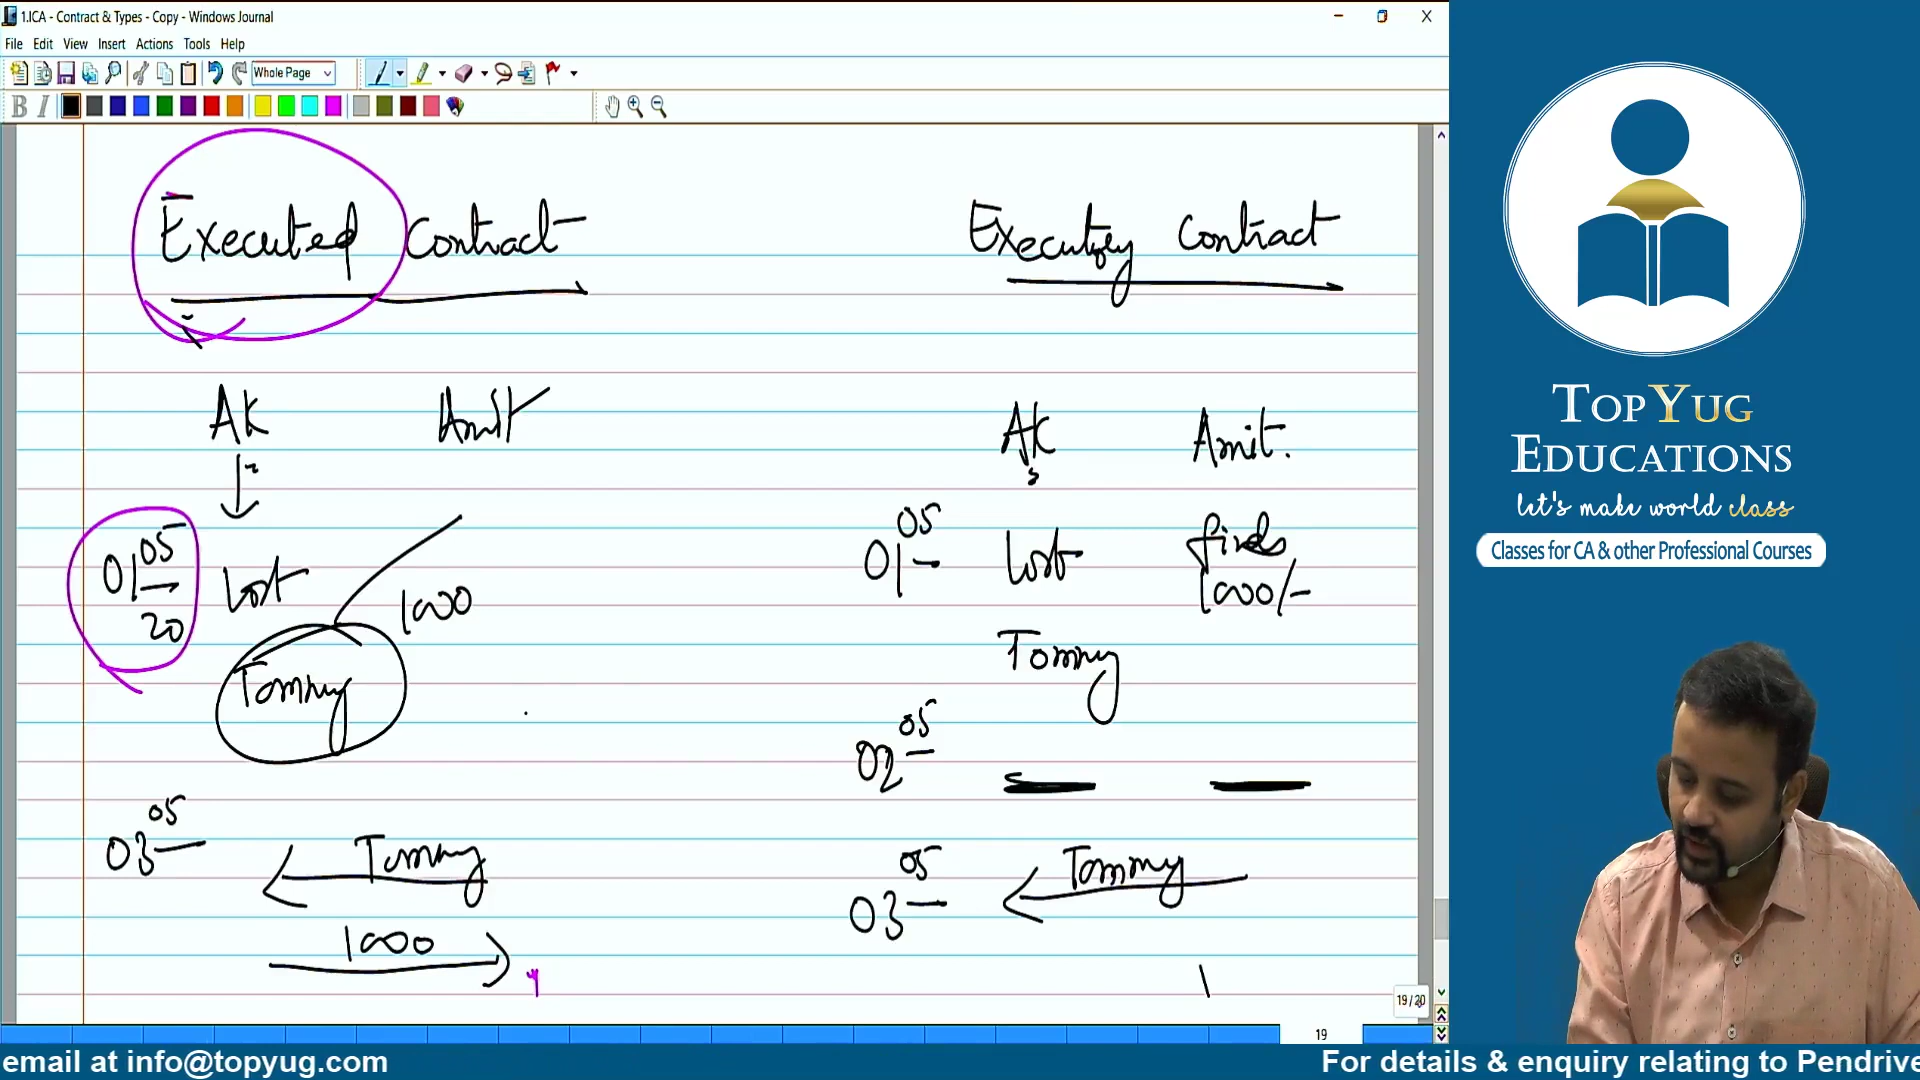 1.ICA - Contract & Types - Copy - Windows Journal
File Edit View Insert Actions Tools Help
Whole Page
B I
Executed Contract
Executory Contract
AK Amit
AK Amit.
01 05 20 Lost 1000
Tommy
01 05 Lost finds 1000/-
Tommy
02 05
03 05 Tommy
1000
03 05 Tommy
19/20
19
TOPYUG
EDUCATIONS
let's make world class
Classes for CA & other Professional Courses
email at info@topyug.com
For details & enquiry relating to Pendrive